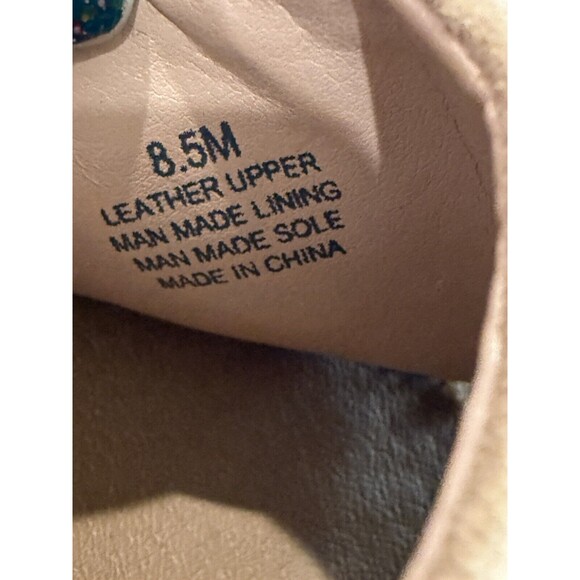 8.5M
LEATHER UPPER
MAN MADE LINING
MAN MADE SOLE
MADE IN CHINA